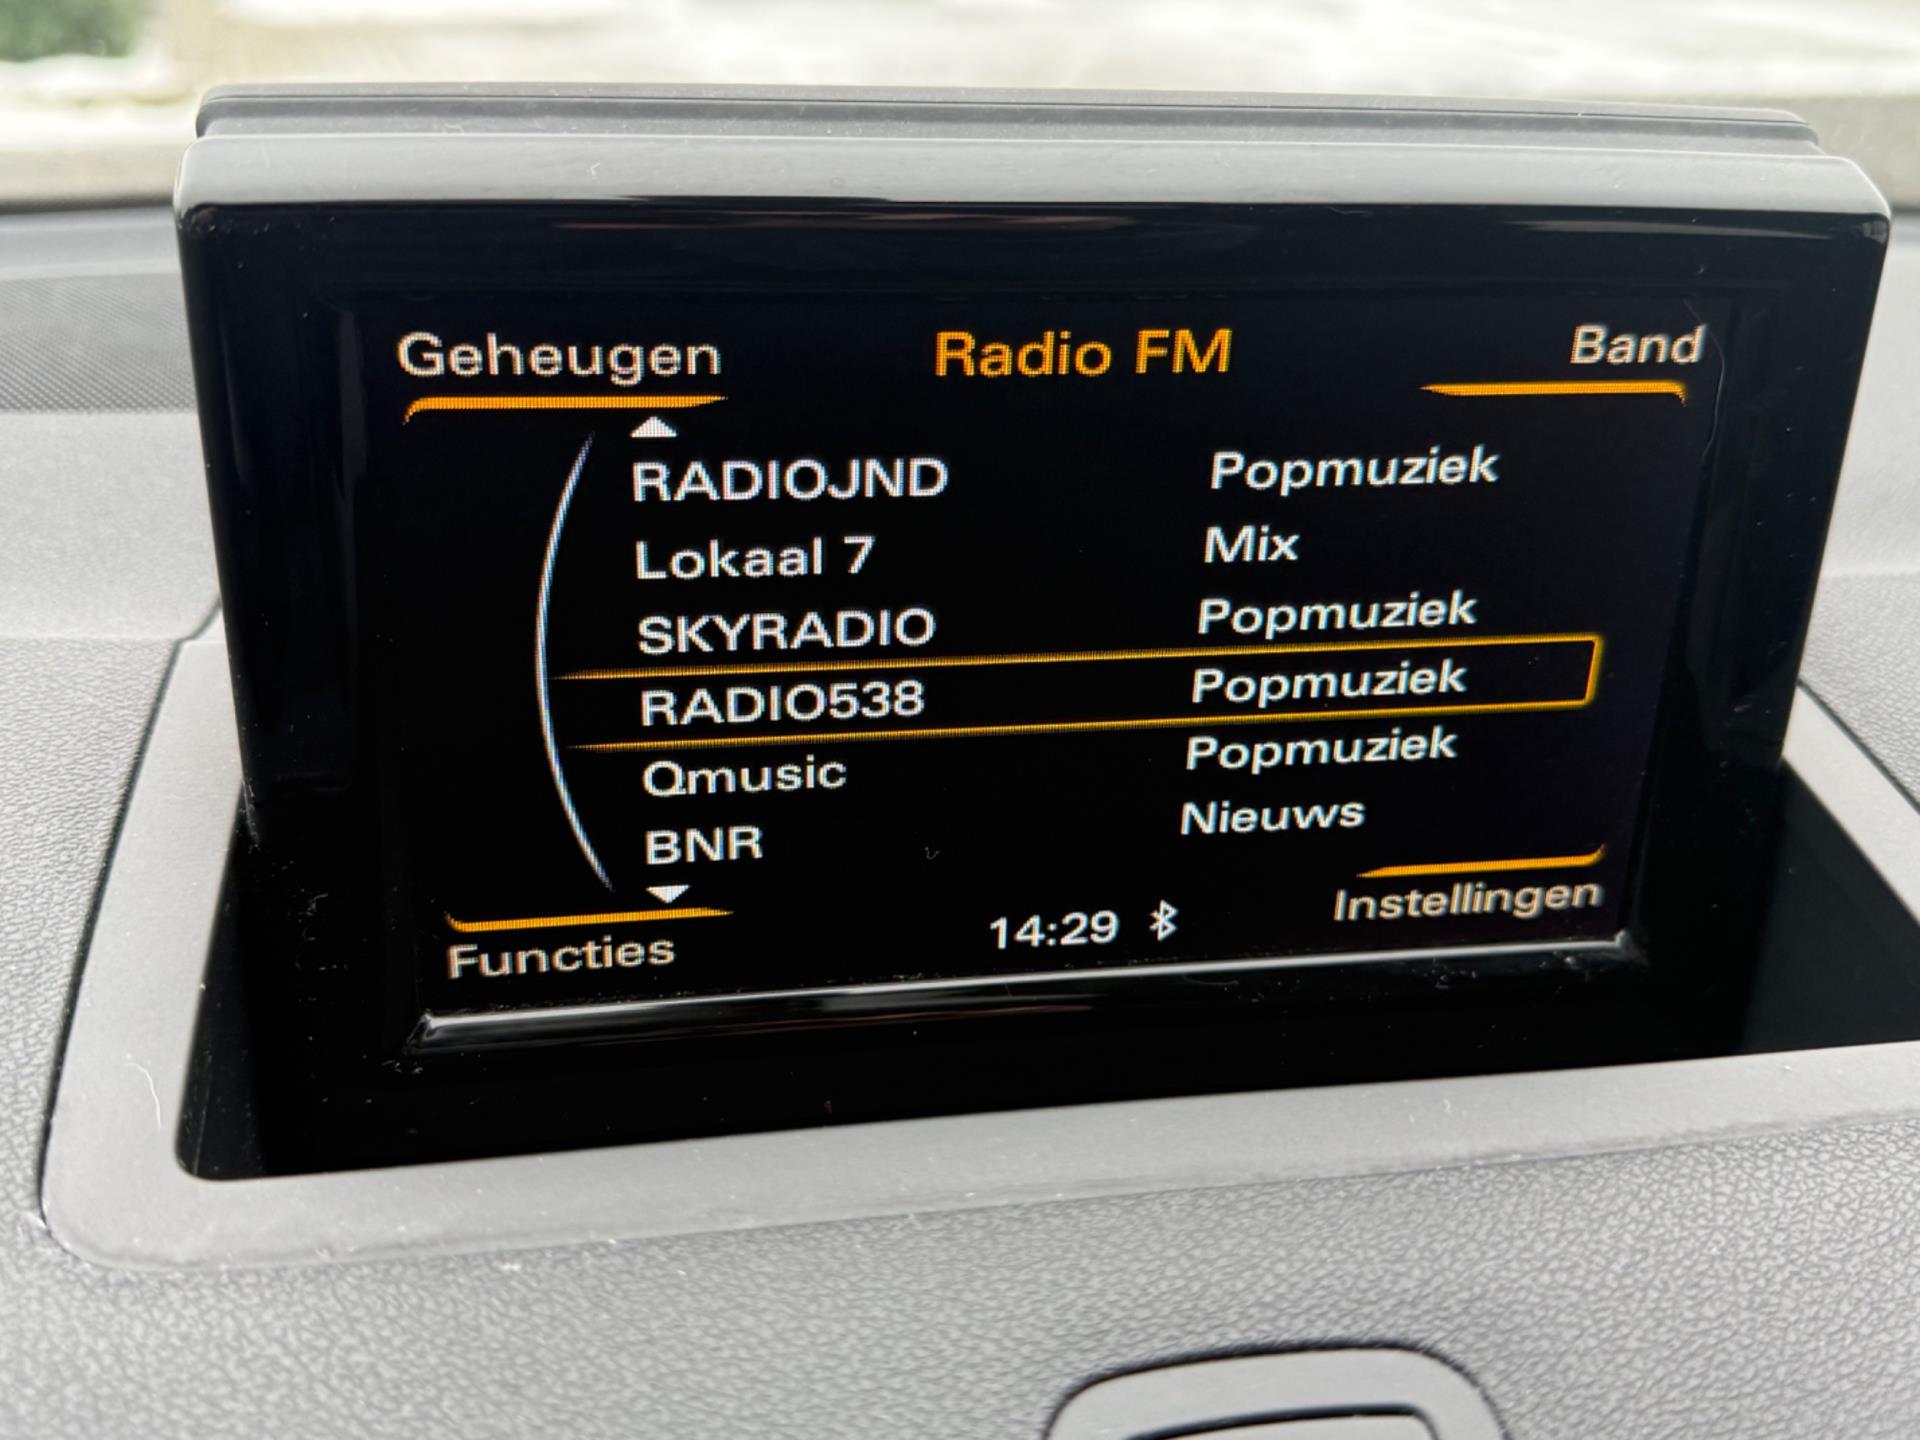 Geheugen Radio FM Band
RADIOJND Popmuziek
Lokaal 7 Mix
SKYRADIO Popmuziek
RADIO538 Popmuziek
Qmusic Popmuziek
BNR Nieuws
Functies 14:29 Instellingen